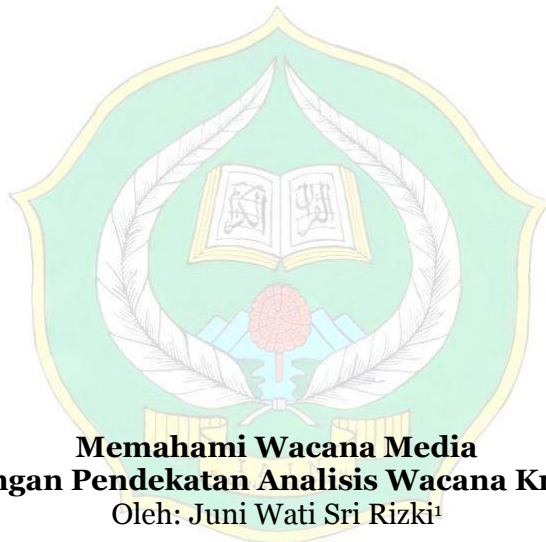 Memahami Wacana Media
ngan Pendekatan Analisis Wacana Kr
Oleh: Juni Wati Sri Rizki¹
I A I N